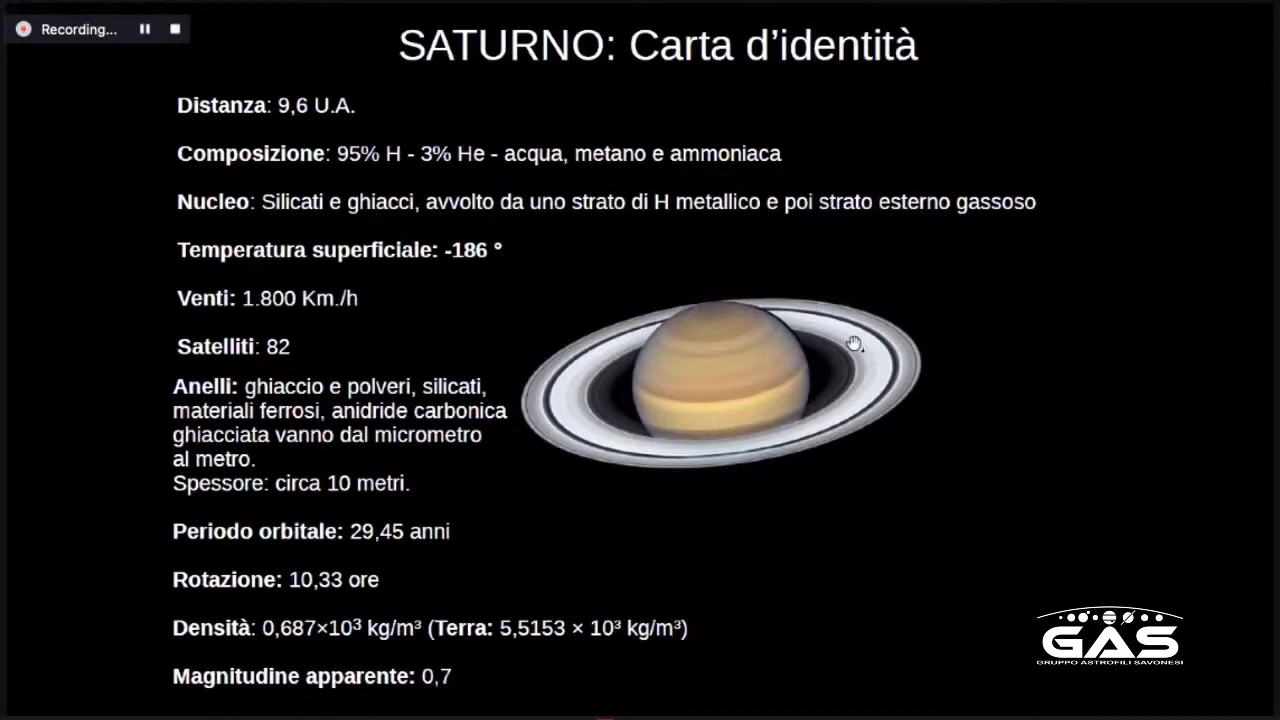 Recording...
SATURNO: Carta d’identità
Distanza: 9,6 U.A.
Composizione: 95% H - 3% He - acqua, metano e ammoniaca
Nucleo: Silicati e ghiacci, avvolto da uno strato di H metallico e poi strato esterno gassoso
Temperatura superficiale: -186 °
Venti: 1.800 Km./h
Satelliti: 82
Anelli: ghiaccio e polveri, silicati,
materiali ferrosi, anidride carbonica
ghiacciata vanno dal micrometro
al metro.
Spessore: circa 10 metri.
Periodo orbitale: 29,45 anni
Rotazione: 10,33 ore
Densità: 0,687×10³ kg/m³ (Terra: 5,5153 × 10³ kg/m³)
Magnitudine apparente: 0,7
GAS
GRUPPO ASTROFILI SAVONESI